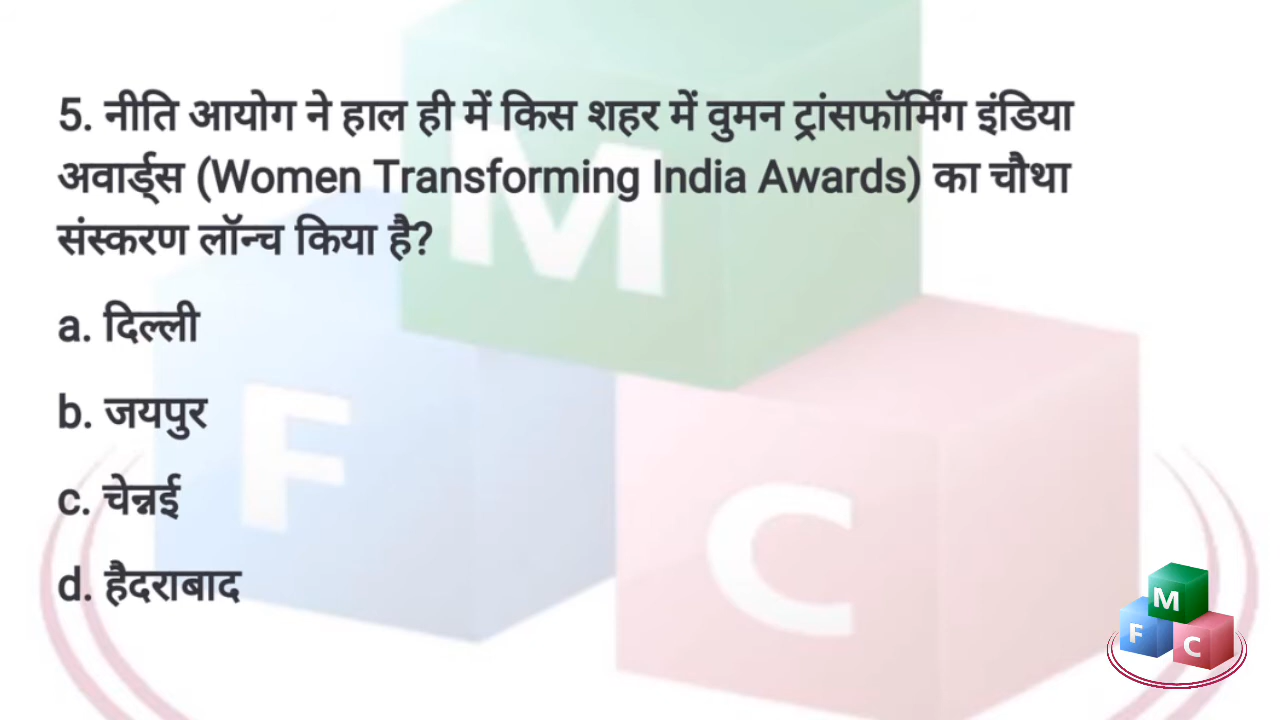 5. नीति आयोग ने हाल ही में किस शहर में वुमन ट्रांसफॉर्मिंग इंडिया
अवार्ड्स (Women Transforming India Awards) का चौथा
संस्करण लॉन्च किया है?
a. दिल्ली
b. जयपुर
c. चेन्नई
d. हैदराबाद
M
F
C
M
F
C